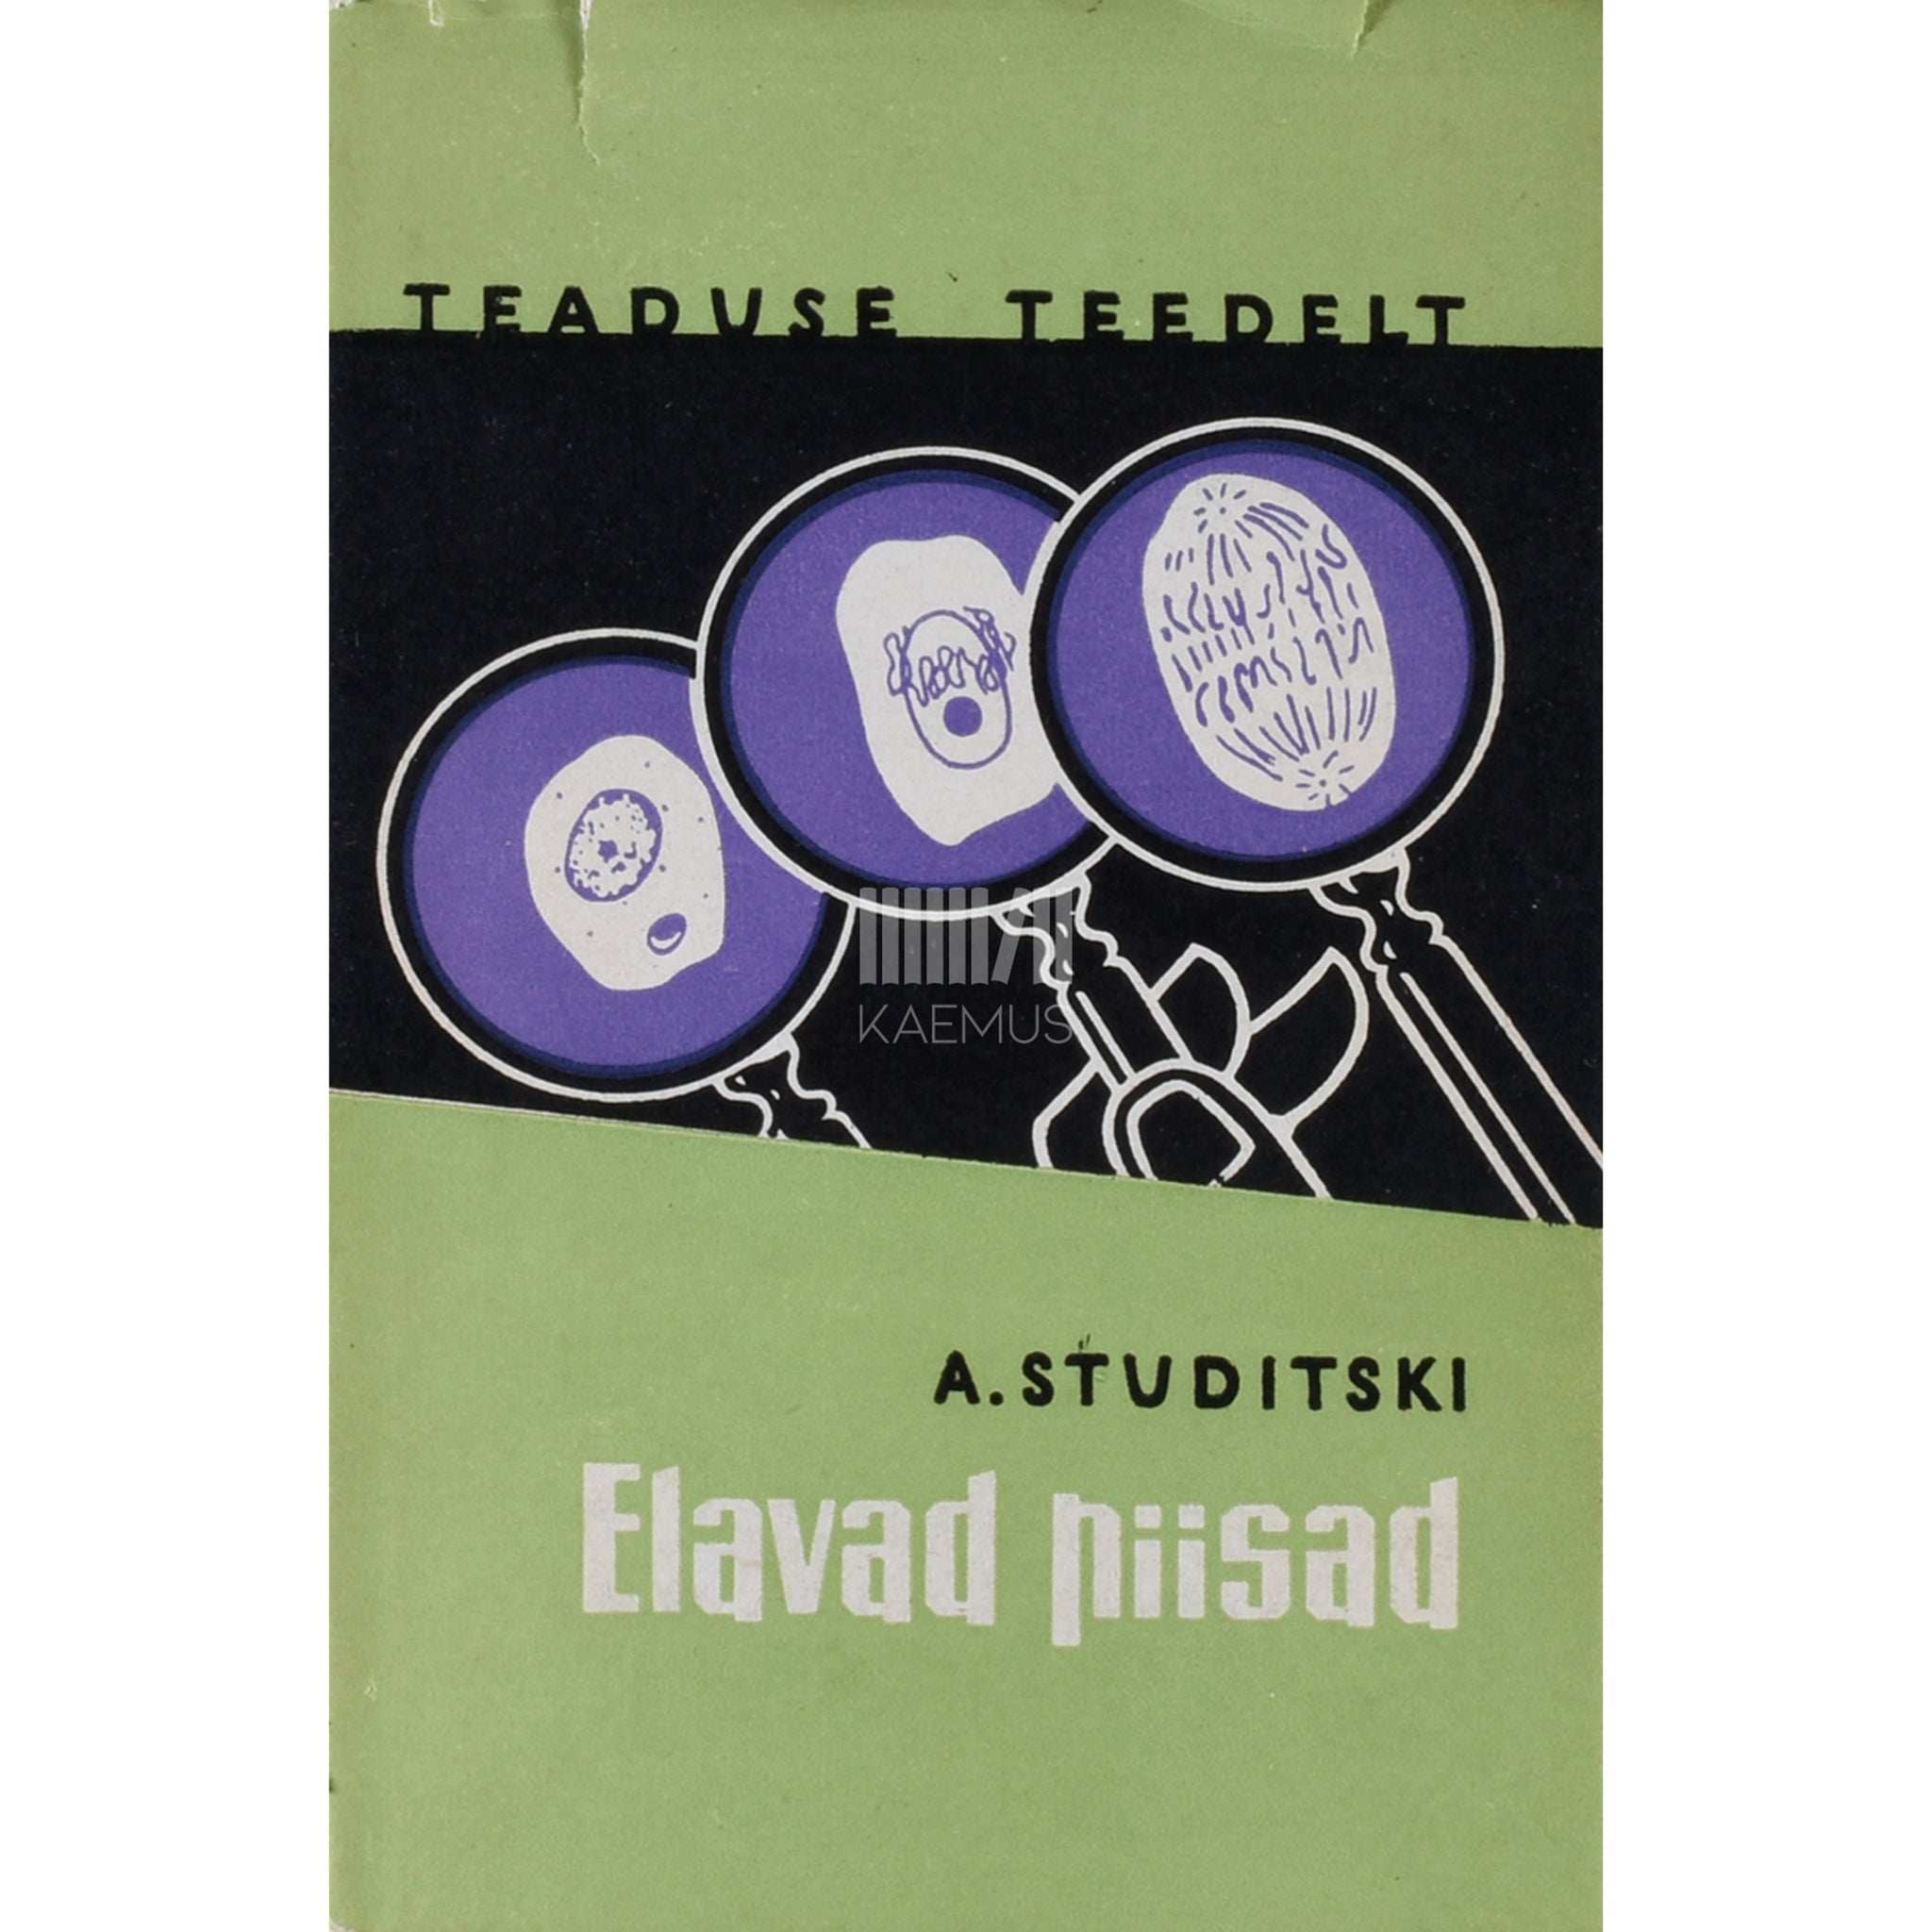 TEADUSE TEEDELT
KAEMUS
A. STUDITSKI
Elavad piisad